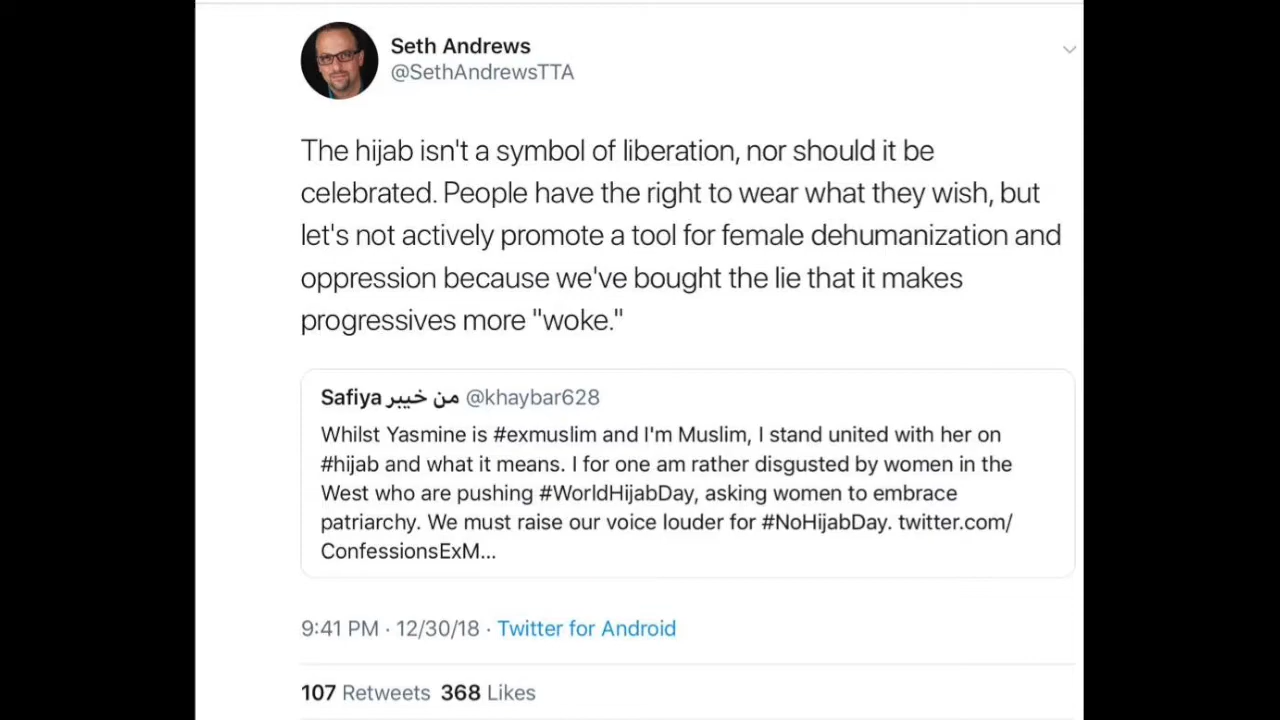 Seth Andrews
@SethAndrewsTTA
The hijab isn't a symbol of liberation, nor should it be
celebrated. People have the right to wear what they wish, but
let's not actively promote a tool for female dehumanization and
oppression because we've bought the lie that it makes
progressives more "woke."
Safiya من خيبر @khaybar628
Whilst Yasmine is #exmuslim and I'm Muslim, I stand united with her on
#hijab and what it means. I for one am rather disgusted by women in the
West who are pushing #WorldHijabDay, asking women to embrace
patriarchy. We must raise our voice louder for #NoHijabDay. twitter.com/
ConfessionsExM...
9:41 PM · 12/30/18 · Twitter for Android
107 Retweets 368 Likes